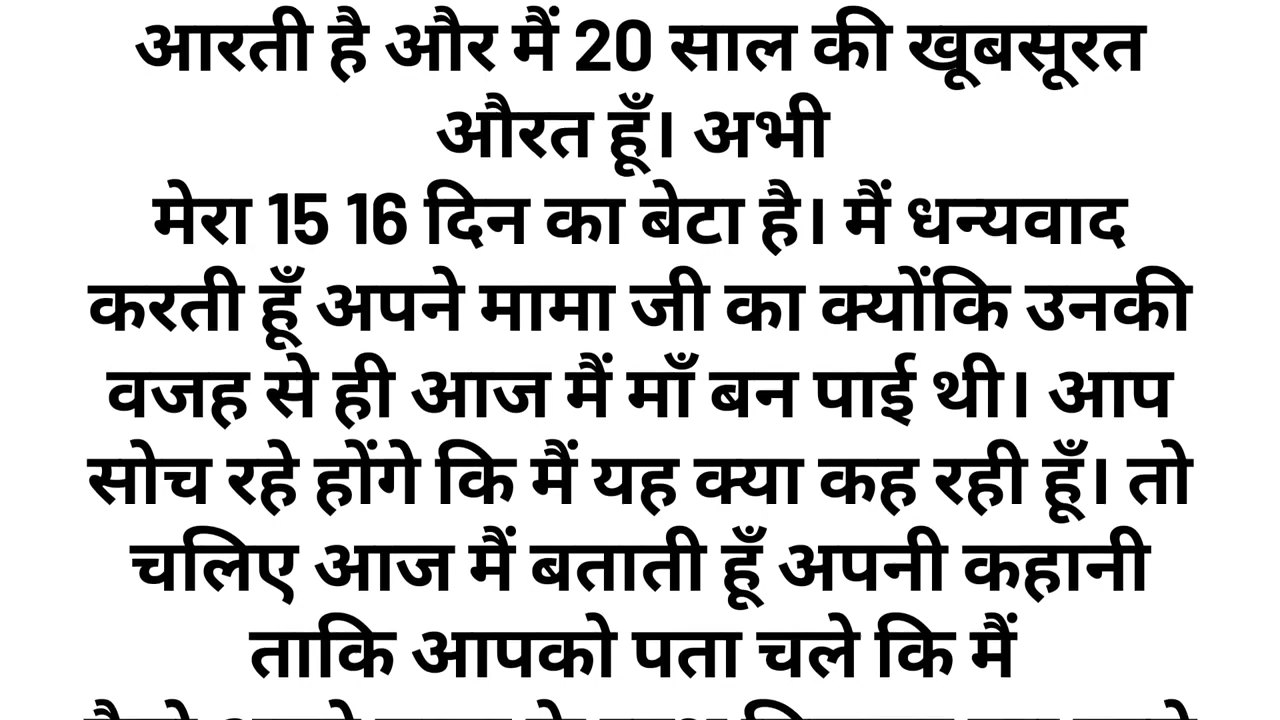 आरती है और मैं 20 साल की खूबसूरत
औरत हूँ। अभी
मेरा 15 16 दिन का बेटा है। मैं धन्यवाद
करती हूँ अपने मामा जी का क्योंकि उनकी
वजह से ही आज मैं माँ बन पाई थी। आप
सोच रहे होंगे कि मैं यह क्या कह रही हूँ। तो
चलिए आज मैं बताती हूँ अपनी कहानी
ताकि आपको पता चले कि मैं